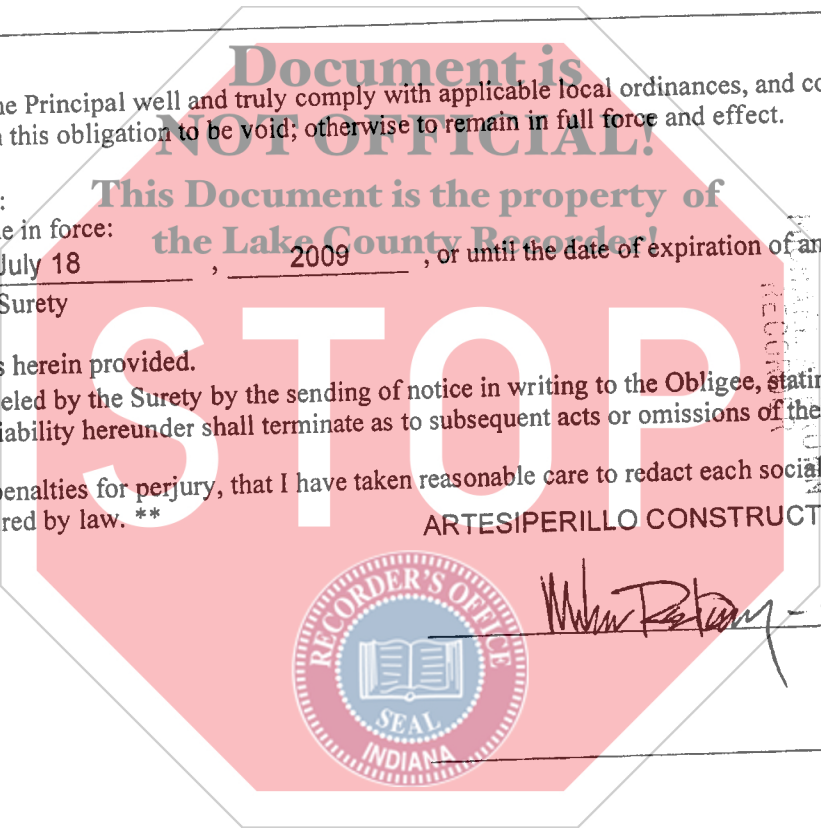 Document is
ne Principal well and truly comply with applicable local ordinances, and co
this obligation to be void; otherwise to remain in full force and effect.
NOT OFFICIAL!
This Document is the property of
:
e in force:
the Lake County Recorder!
July 18 , 2009 , or until the date of expiration of an
Surety
STOP
s herein provided.
eled by the Surety by the sending of notice in writing to the Obligee, statin
iability hereunder shall terminate as to subsequent acts or omissions of the
penalties for perjury, that I have taken reasonable care to redact each social
red by law. **
ARTESIPERILLO CONSTRUCT
RECORDER'S OFFICE
SEAL
INDIANA